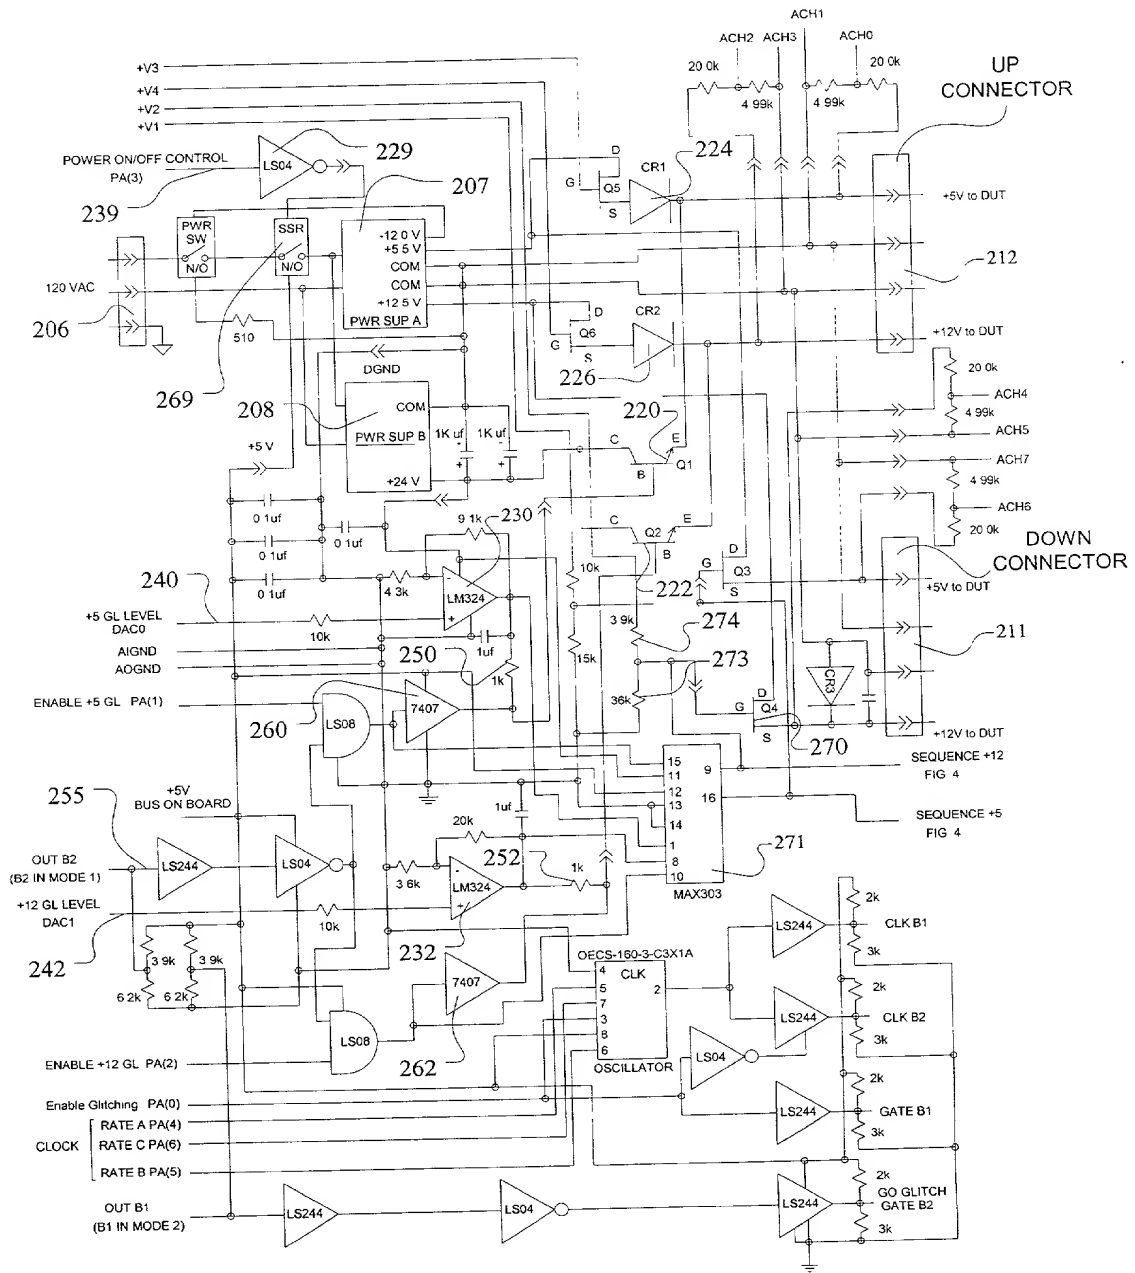 ACH1
ACH2 ACH3 ACH0
+V3
+V4
+V2
+V1
20 0k
4 99k
4 99k
20 0k
UP
CONNECTOR
229
LS04
POWER ON/OFF CONTROL
PA(3)
239
207
224
D
CR1
G
Q5
S
+5V to DUT
PWR
SW
N/O
SSR
N/O
-12 0 V
+5 5 V
COM
COM
+12 5 V
PWR SUP A
220
212
120 VAC
206
510
D
CR2
Q6
G
S
226
+12V to DUT
DGND
269
208
COM
PWR SUP B
+24 V
1K uf
-
+
1K uf
-
+
220
C
E
B
Q1
20 0k
ACH4
4 99k
ACH5
ACH7
4 99k
ACH6
20 0k
+5 V
0 1uf
0 1uf
0 1uf
0 1uf
9 1k
230
C
E
Q2
B
D
G
Q3
S
10k
222
DOWN
CONNECTOR
+5V to DUT
240
4 3k
-
LM324
+
+5 GL LEVEL
DAC0
10k
1uf
3 9k
274
211
AIGND
AOGND
250
1k
15k
273
CR3
36k
ENABLE +5 GL PA(1)
260
LS08
7407
D
G
Q4
S
270
+12V to DUT
SEQUENCE +12
FIG 4
15
11
12
13
14
1
8
10
9
16
MAX303
271
SEQUENCE +5
FIG 4
+5V
BUS ON BOARD
255
1uf
20k
252
OUT B2
(B2 IN MODE 1)
LS244
LS04
3 6k
-
LM324
+
1k
+12 GL LEVEL
DAC1
10k
242
232
3 9k
3 9k
6 2k
6 2k
7407
262
OECS-160-3-C3X1A
CLK
4
5
7
3
8
6
2
OSCILLATOR
LS244
2k
CLK B1
3k
2k
LS244
CLK B2
3k
LS04
LS08
ENABLE +12 GL PA(2)
2k
LS244
GATE B1
3k
Enable Glitching PA(0)
CLOCK
RATE A PA(4)
RATE C PA(6)
RATE B PA(5)
OUT B1
(B1 IN MODE 2)
LS244
LS04
LS244
2k
GO GLITCH
GATE B2
3k